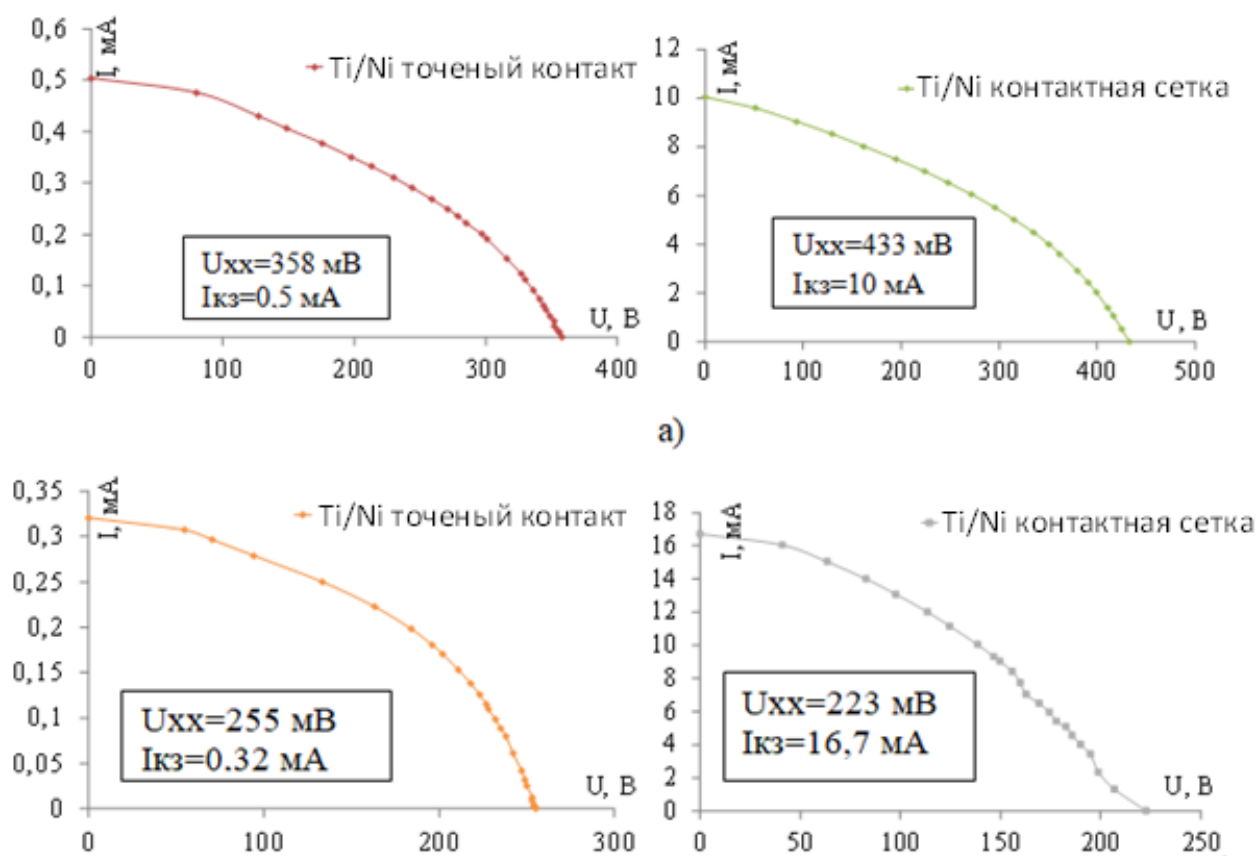 I, мА
0,6
0,5
0,4
0,3
0,2
0,1
0
Ti/Ni точеный контакт
Uxx=358 мВ
Iкз=0.5 мА
U, В
0 100 200 300 400
I, мА
12
10
8
6
4
2
0
Ti/Ni контактная сетка
Uxx=433 мВ
Iкз=10 мА
U, В
0 100 200 300 400 500
а)
I, мА
0,35
0,3
0,25
0,2
0,15
0,1
0,05
0
Ti/Ni точеный контакт
Uxx=255 мВ
Iкз=0.32 мА
U, В
0 100 200 300
I, мА
18
16
14
12
10
8
6
4
2
0
Ti/Ni контактная сетка
Uxx=223 мВ
Iкз=16,7 мА
U, В
0 50 100 150 200 250